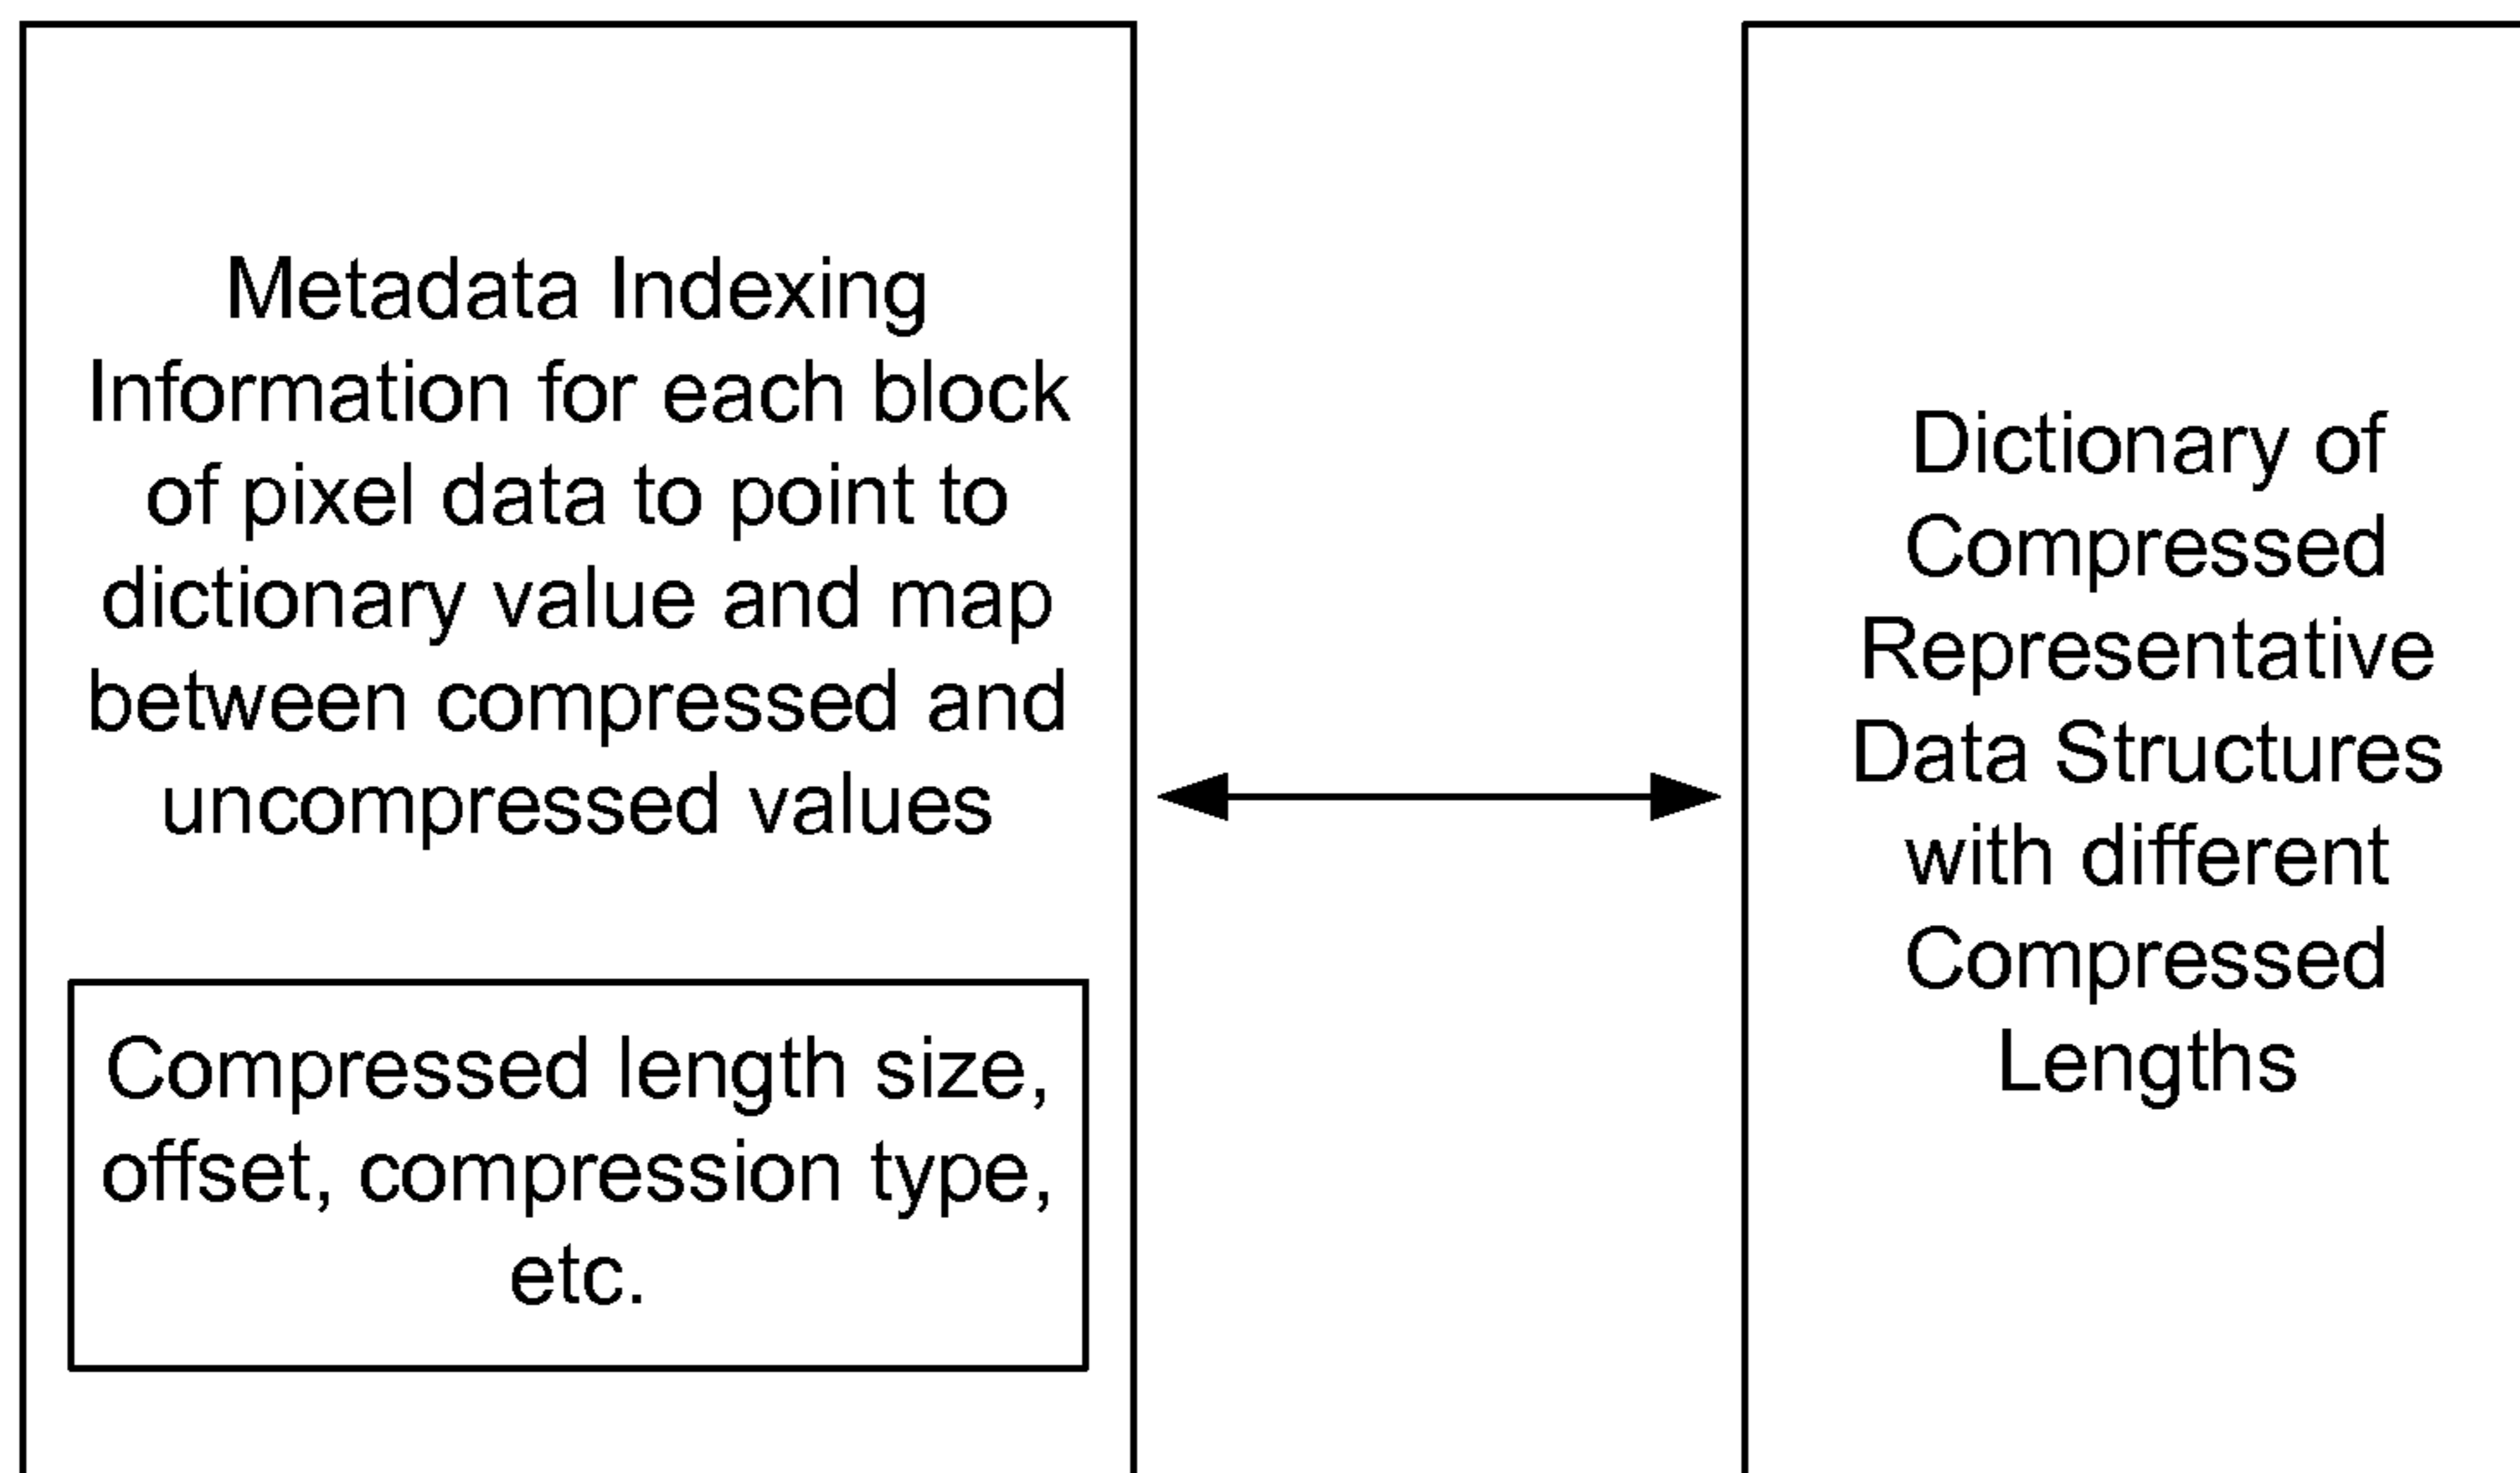 Metadata Indexing
Information for each block
of pixel data to point to
dictionary value and map
between compressed and
uncompressed values
Compressed length size,
offset, compression type,
etc.
Dictionary of
Compressed
Representative
Data Structures
with different
Compressed
Lengths